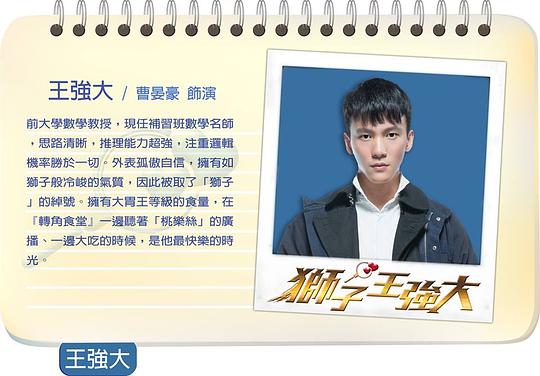 王強大 / 曹晏豪 飾演
前大學數學教授，現任補習班數學名師
，思路清晰，推理能力超強，注重邏輯
機率勝於一切。外表孤傲自信，擁有如
獅子般冷峻的氣質，因此被取了「獅子
」的綽號。擁有大胃王等級的食量，在
『轉角食堂』一邊聽著「桃樂絲」的廣
播、一邊大吃的時候，是他最快樂的時
光。
獅子王強大
王強大